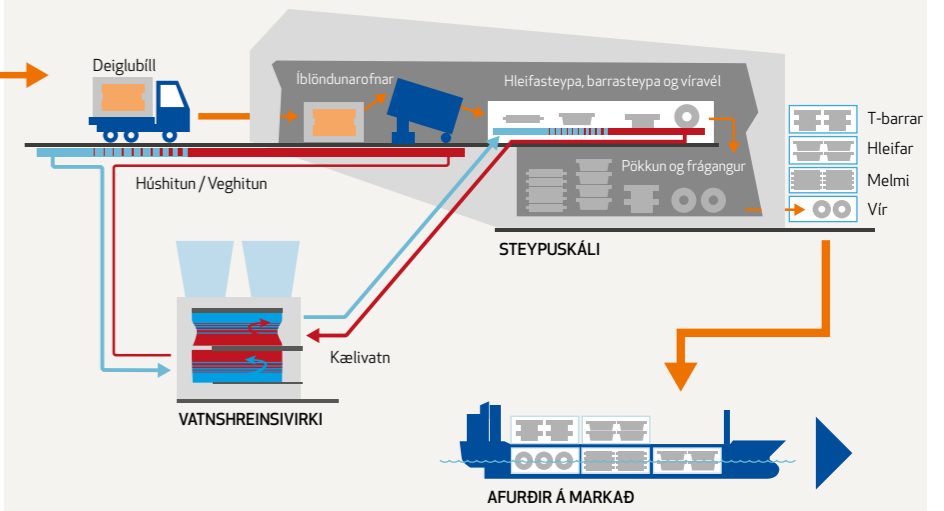 Deiglubíll
Íblöndunarofnar
Hleifasteypa, barrasteypa og víravél
T-barrar
Hleifar
Melmi
Vír
Pökkun og frágangur
Húshitun / Veghitun
STEYPUSKÁLI
Kælivatn
VATNSHREINSIVIRKI
AFURÐIR Á MARKAÐ